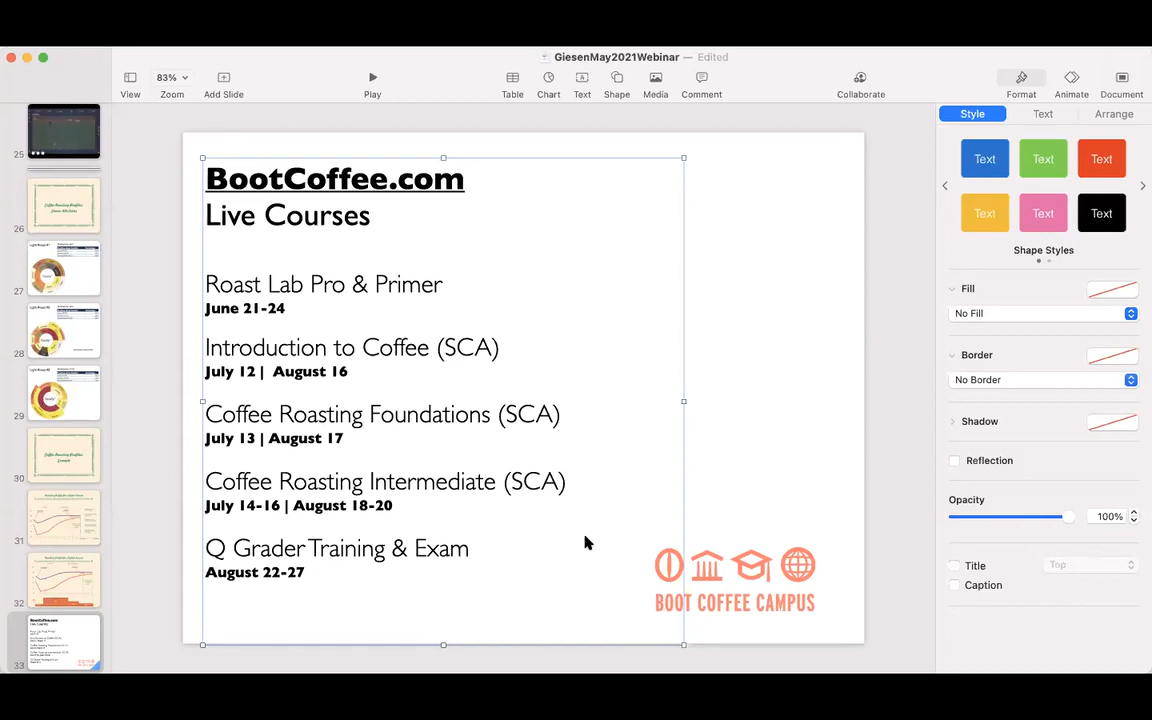 GiesenMay2021Webinar — Edited
83%
View
Zoom
Add Slide
Play
Table
Chart
Text
Shape
Media
Comment
Collaborate
Format
Animate
Document
Style
Text
Arrange
25
26
27
28
29
30
31
32
33
BootCoffee.com
Live Courses
Roast Lab Pro & Primer
June 21-24
Introduction to Coffee (SCA)
July 12 | August 16
Coffee Roasting Foundations (SCA)
July 13 | August 17
Coffee Roasting Intermediate (SCA)
July 14-16 | August 18-20
Q Grader Training & Exam
August 22-27
BOOT COFFEE CAMPUS
Text Text Text
Text Text Text
Shape Styles
Fill
No Fill
Border
No Border
Shadow
Reflection
Opacity
100%
Title
Top
Caption